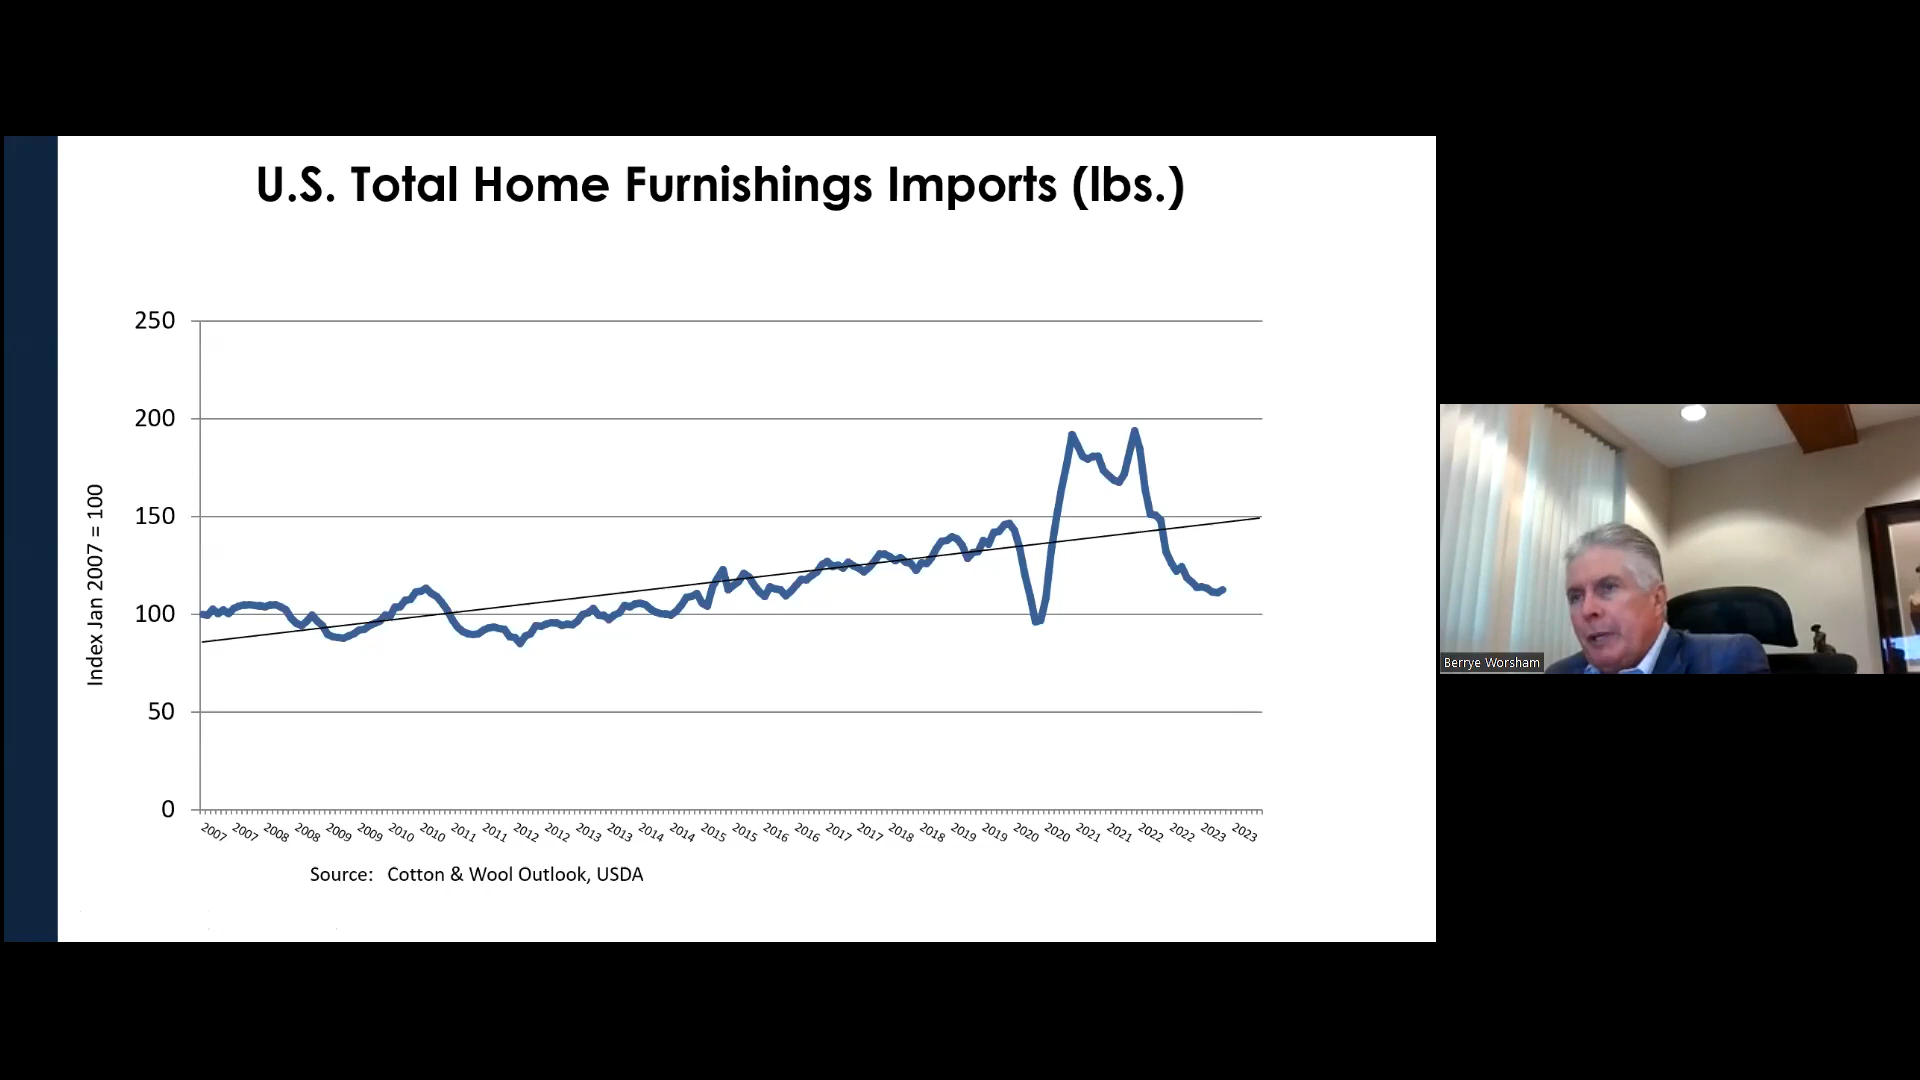 U.S. Total Home Furnishings Imports (lbs.)
Index Jan 2007 = 100
250
200
150
100
50
0
2007 2007 2008 2008 2009 2009 2010 2010 2011 2011 2012 2012 2013 2013 2014 2014 2015 2015 2016 2016 2017 2017 2018 2018 2019 2019 2020 2020 2021 2021 2022 2022 2023 2023
Source: Cotton & Wool Outlook, USDA
Berrye Worsham